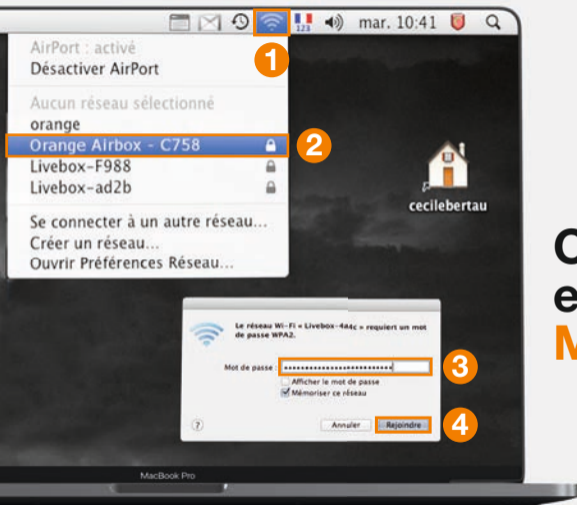 mar. 10:41
1
123
AirPort : activé
Désactiver AirPort
Aucun réseau sélectionné
orange
Orange Airbox - C758
2
Livebox-F988
Livebox-ad2b
Se connecter à un autre réseau...
Créer un réseau...
Ouvrir Préférences Réseau...
cecilebertau
Le réseau Wi-Fi « Livebox-4a4c » requiert un mot
de passe WPA2.
Mot de passe :
3
Afficher le mot de passe
Mémoriser ce réseau
?
Annuler
Rejoindre
4
MacBook Pro